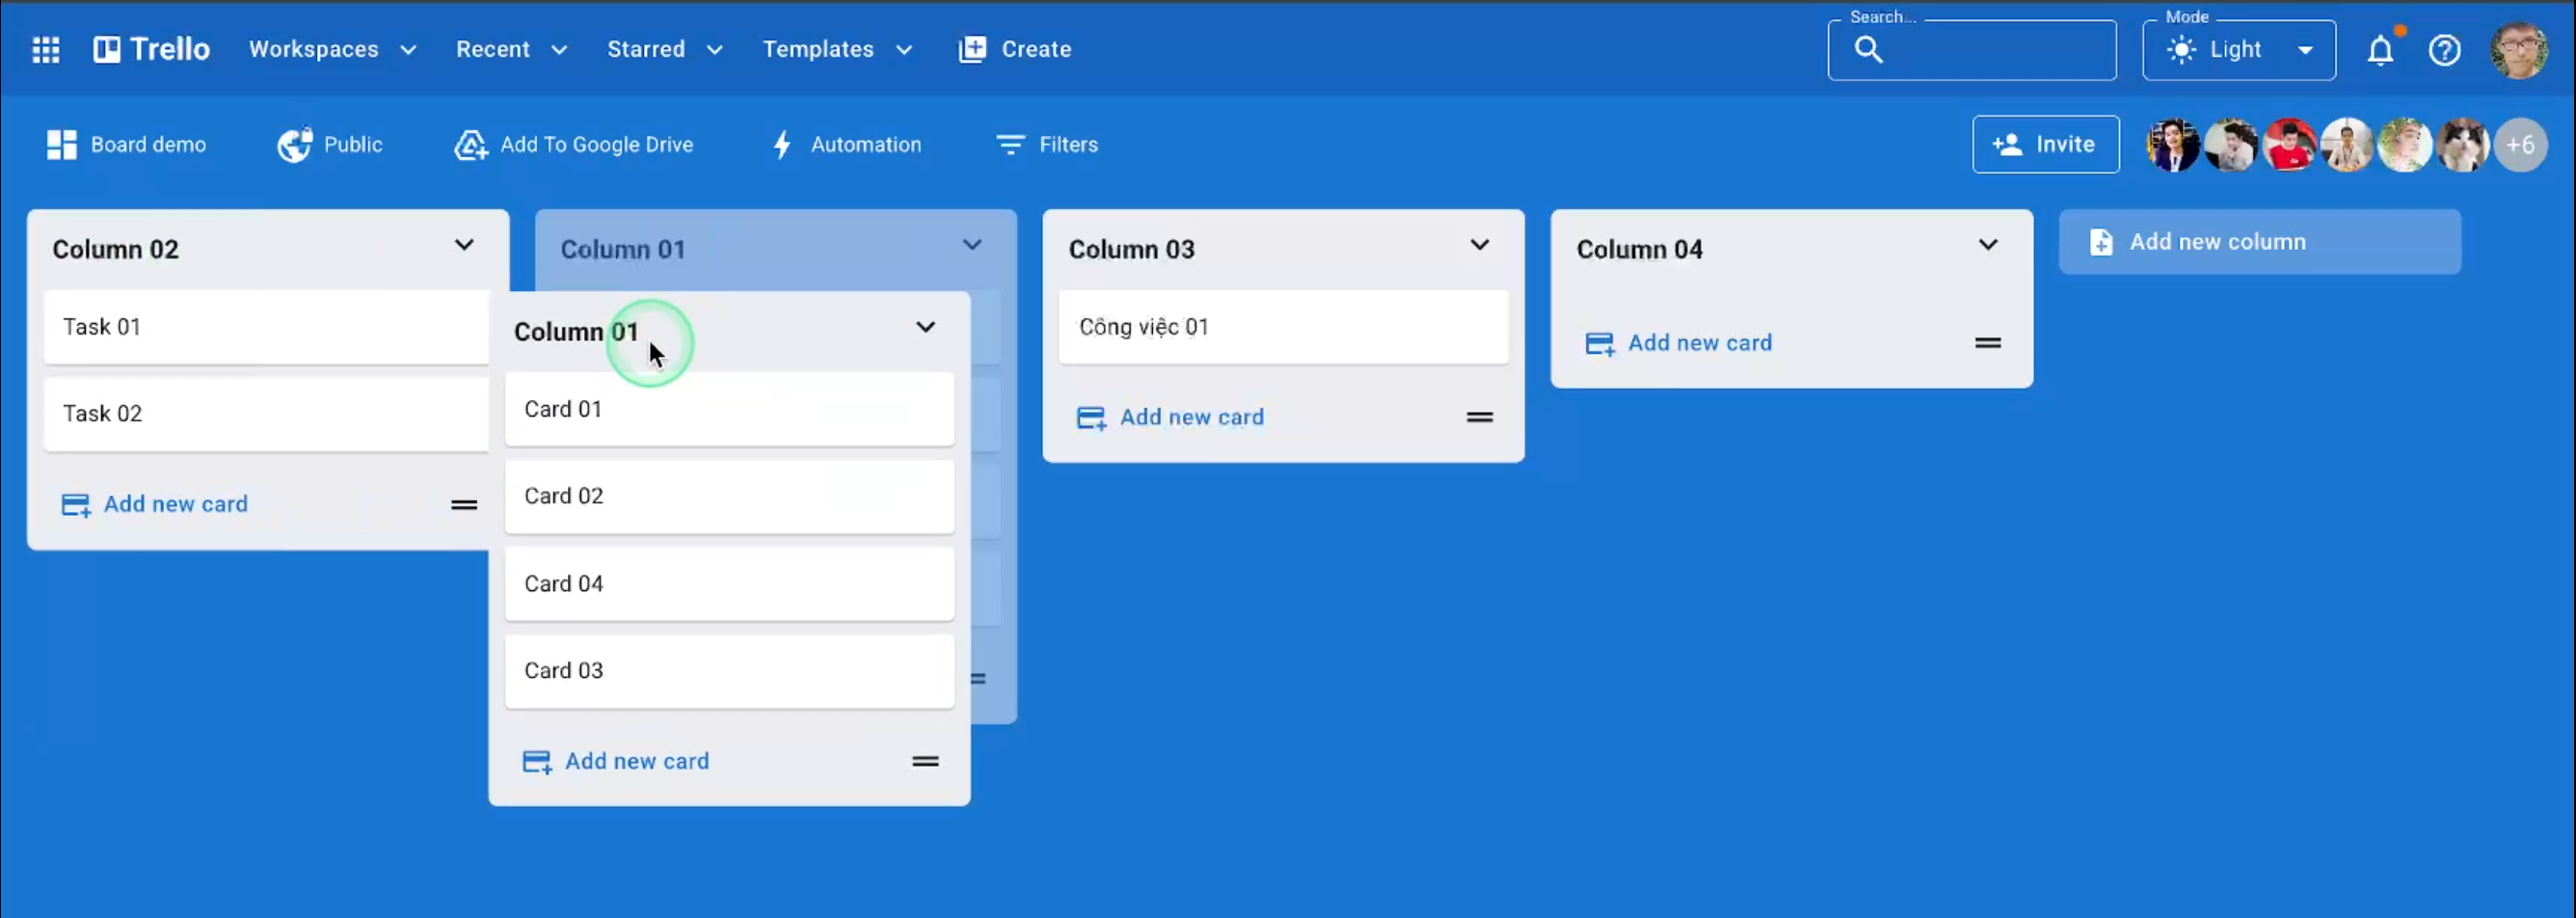 Trello Workspaces Recent Starred Templates Create Search... Mode Light
Board demo Public Add To Google Drive Automation Filters Invite +6
Column 02
Task 01
Task 02
Add new card
Column 01
Column 01
Card 01
Card 02
Card 04
Card 03
Add new card
Column 03
Công việc 01
Add new card
Column 04
Add new card
Add new column